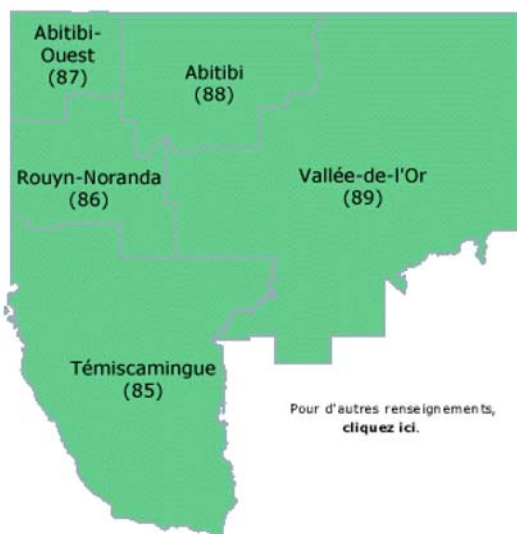 Abitibi-
Ouest
(87)
Abitibi
(88)
Rouyn-Noranda
(86)
Vallée-de-l'Or
(89)
Témiscamingue
(85)
Pour d'autres renseignements,
cliquez ici.